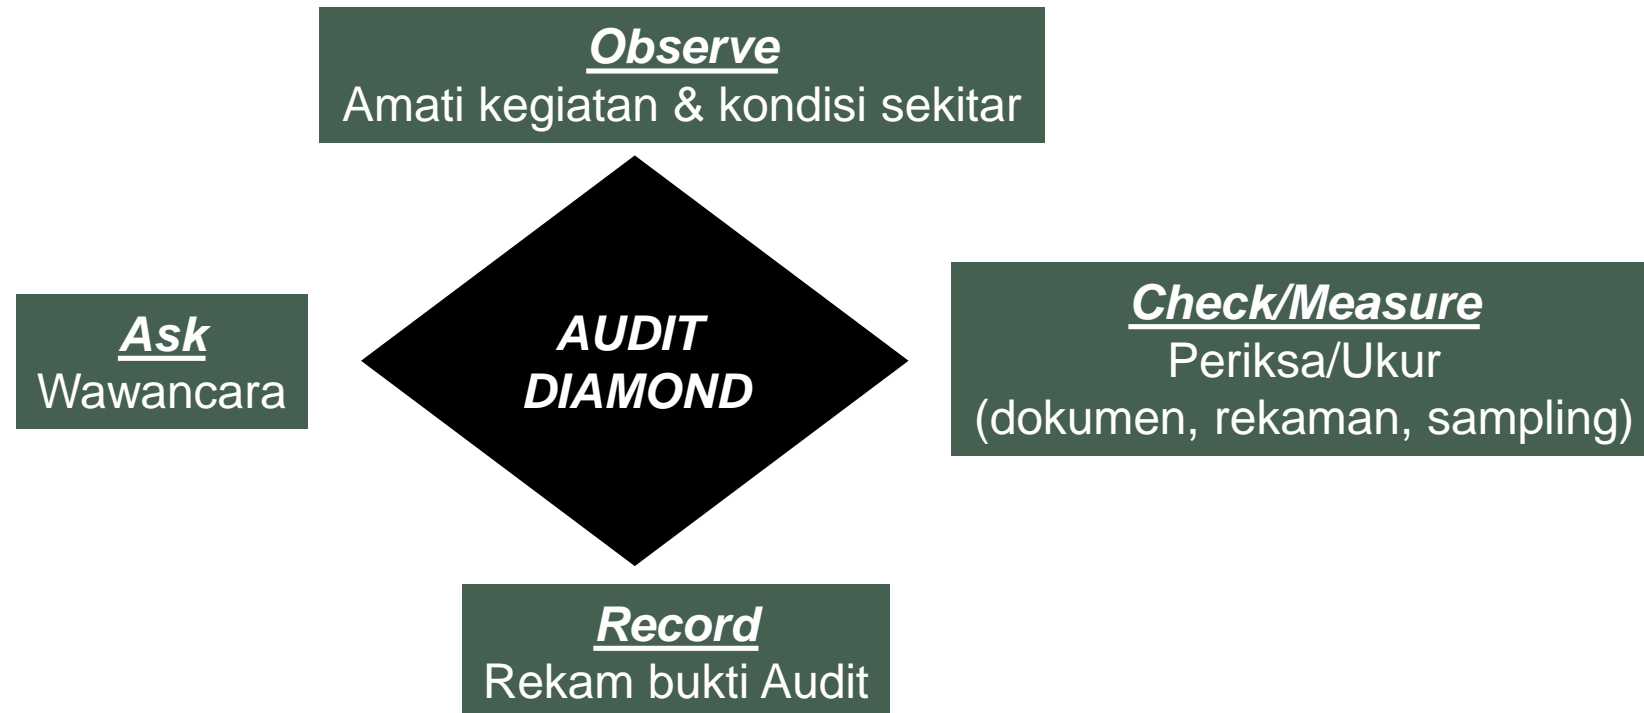 Observe
Amati kegiatan & kondisi sekitar
Ask
Wawancara
AUDIT
DIAMOND
Check/Measure
Periksa/Ukur
(dokumen, rekaman, sampling)
Record
Rekam bukti Audit